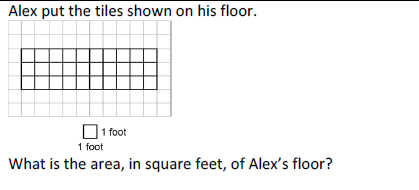 Alex put the tiles shown on his floor.
1 foot
1 foot
What is the area, in square feet, of Alex's floor?